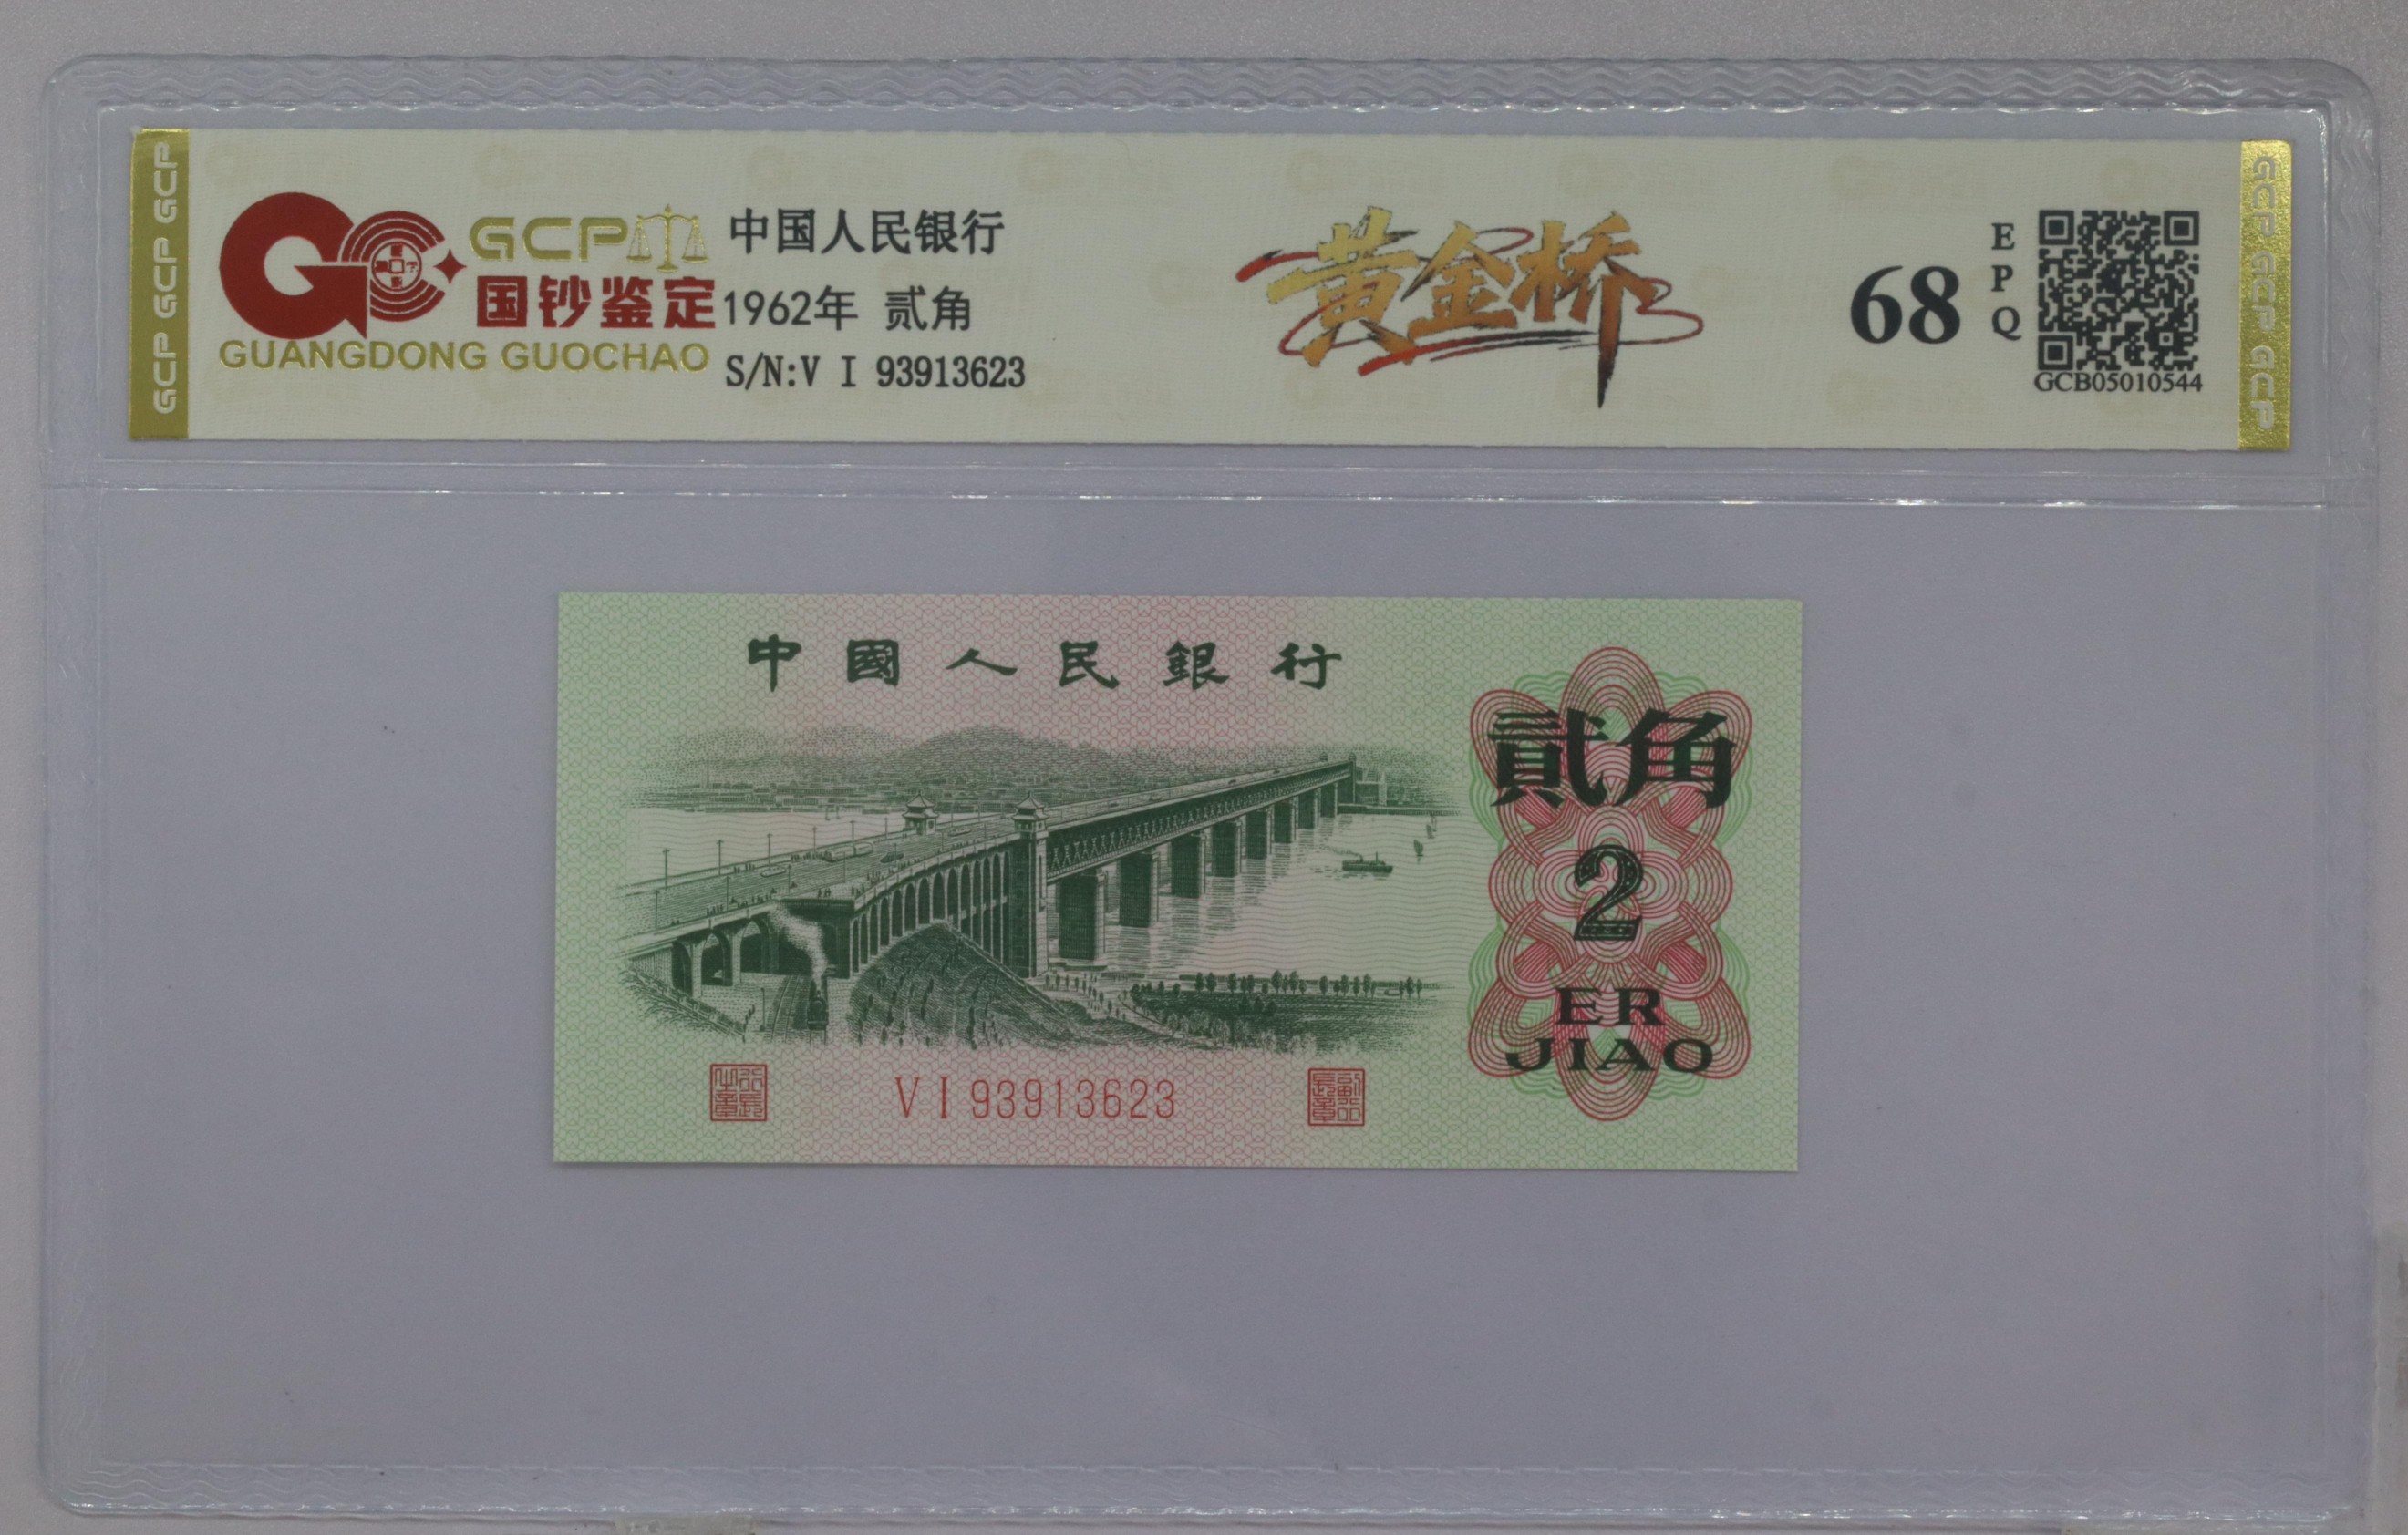 GCP GCP GCP
GCP
国钞鉴定
GUANGDONG GUOCHAO
中国人民银行
1962年 贰角
S/N:V I 93913623
黄金桥
68
E
P
Q
GCB05010544
GCP GCP GCP
中國人民銀行
貳角
2
ER
JIAO
V I 93913623